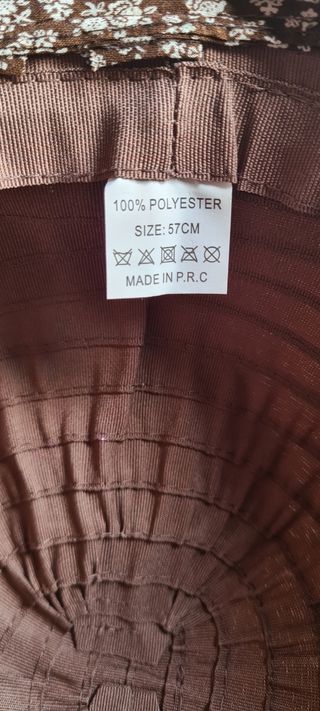 100% POLYESTER
SIZE: 57CM
MADE IN P.R.C